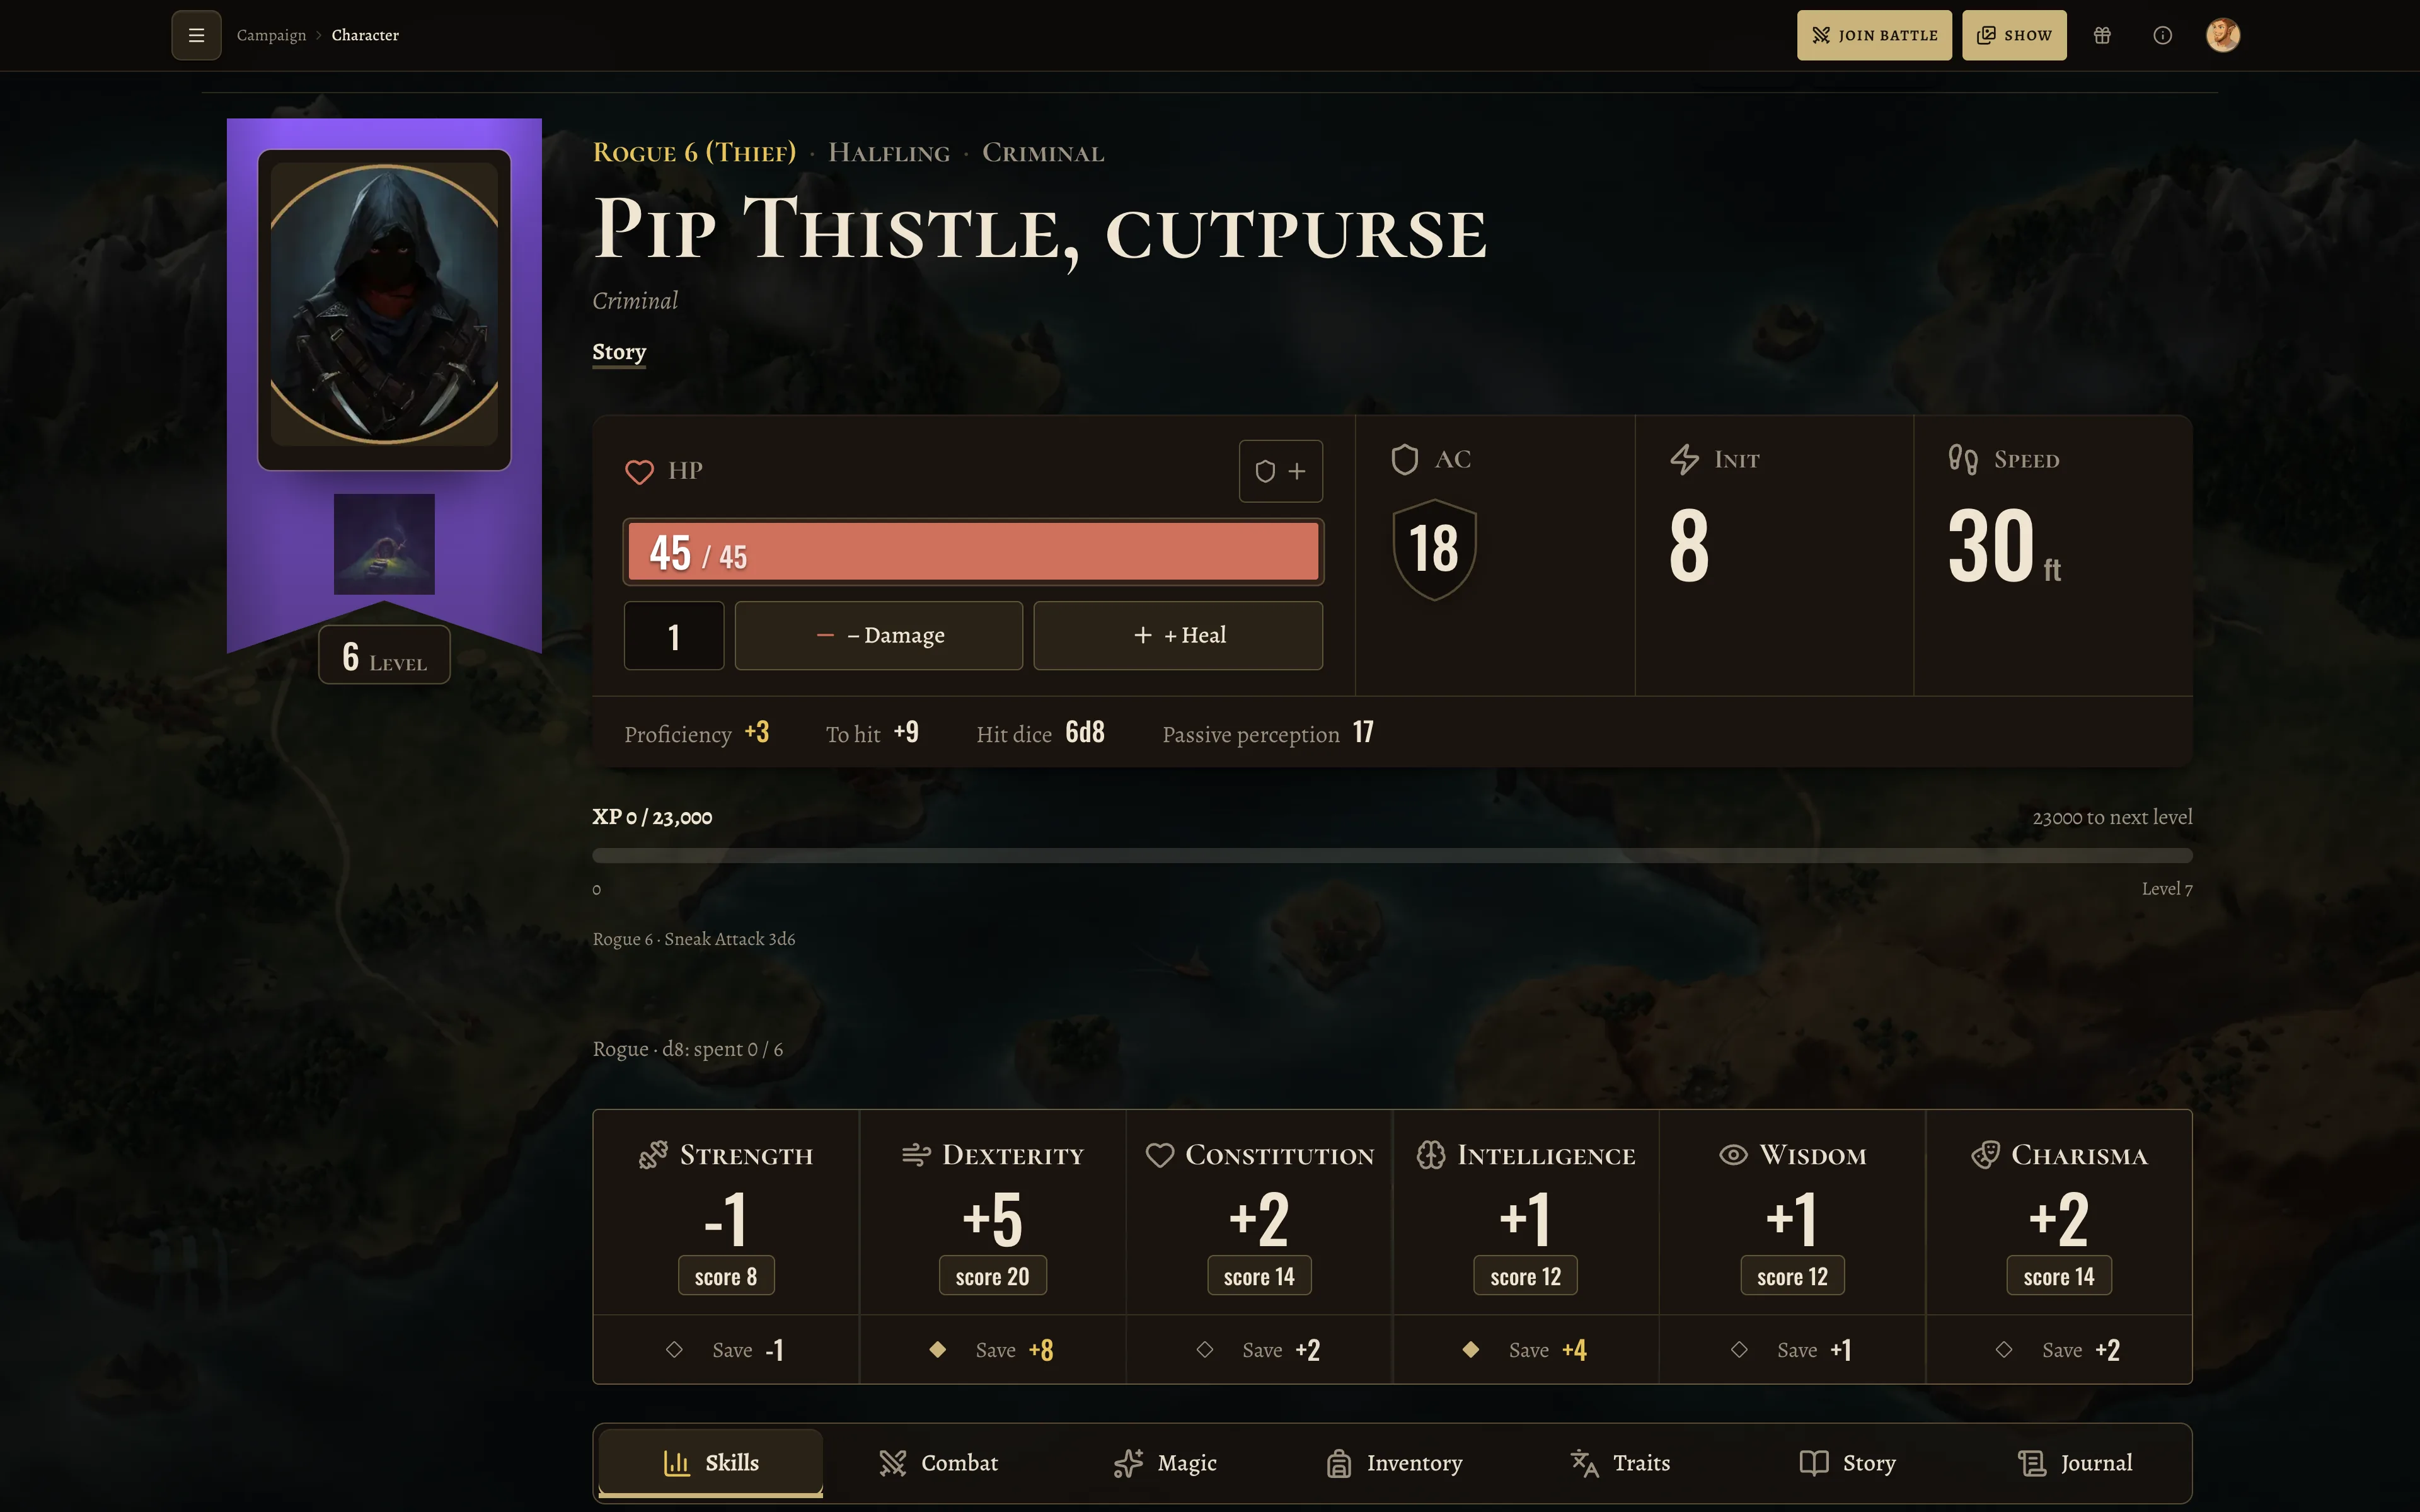 Campaign > Character
JOIN BATTLE
SHOW
Rogue 6 (Thief) · Halfling · Criminal
Pip Thistle, cutpurse
Criminal
Story
6 Level
HP
45 / 45
1
– Damage
+ Heal
AC
18
Init
8
Speed
30 ft
Proficiency +3
To hit +9
Hit dice 6d8
Passive perception 17
XP 0 / 23,000
23000 to next level
0
Level 7
Rogue 6 · Sneak Attack 3d6
Rogue · d8: spent 0 / 6
Strength
-1
score 8
Save -1
Dexterity
+5
score 20
Save +8
Constitution
+2
score 14
Save +2
Intelligence
+1
score 12
Save +4
Wisdom
+1
score 12
Save +1
Charisma
+2
score 14
Save +2
Skills
Combat
Magic
Inventory
Traits
Story
Journal